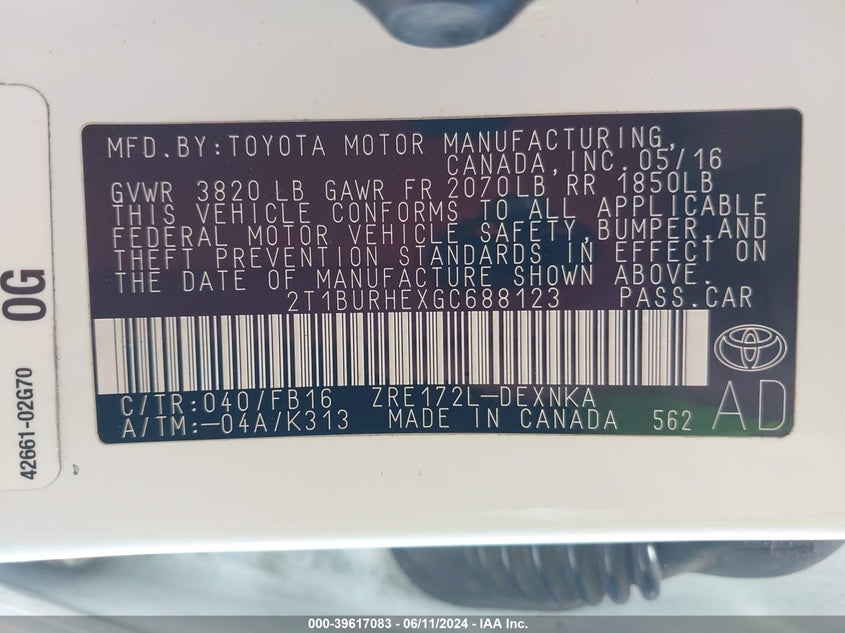 MFD.BY:TOYOTA MOTOR MANUFACTURING,
CANADA,INC.05/16
GVWR 3820LB GAWR FR 2070LB RR 1850LB
THIS VEHICLE CONFORMS TO ALL APPLICABLE
FEDERAL MOTOR VEHICLE SAFETY,BUMPER,AND
THEFT PREVENTION STANDARDS IN EFFECT ON
THE DATE OF MANUFACTURE SHOWN ABOVE.
2T1BURHEXGC688123 PASS.CAR
C/TR:040/FB16 ZRE172L-DEXNKA
A/TM:-04A/K313 MADE IN CANADA 562
AD
0G
42661-02G70
000-39617083 - 06/11/2024 - IAA Inc.